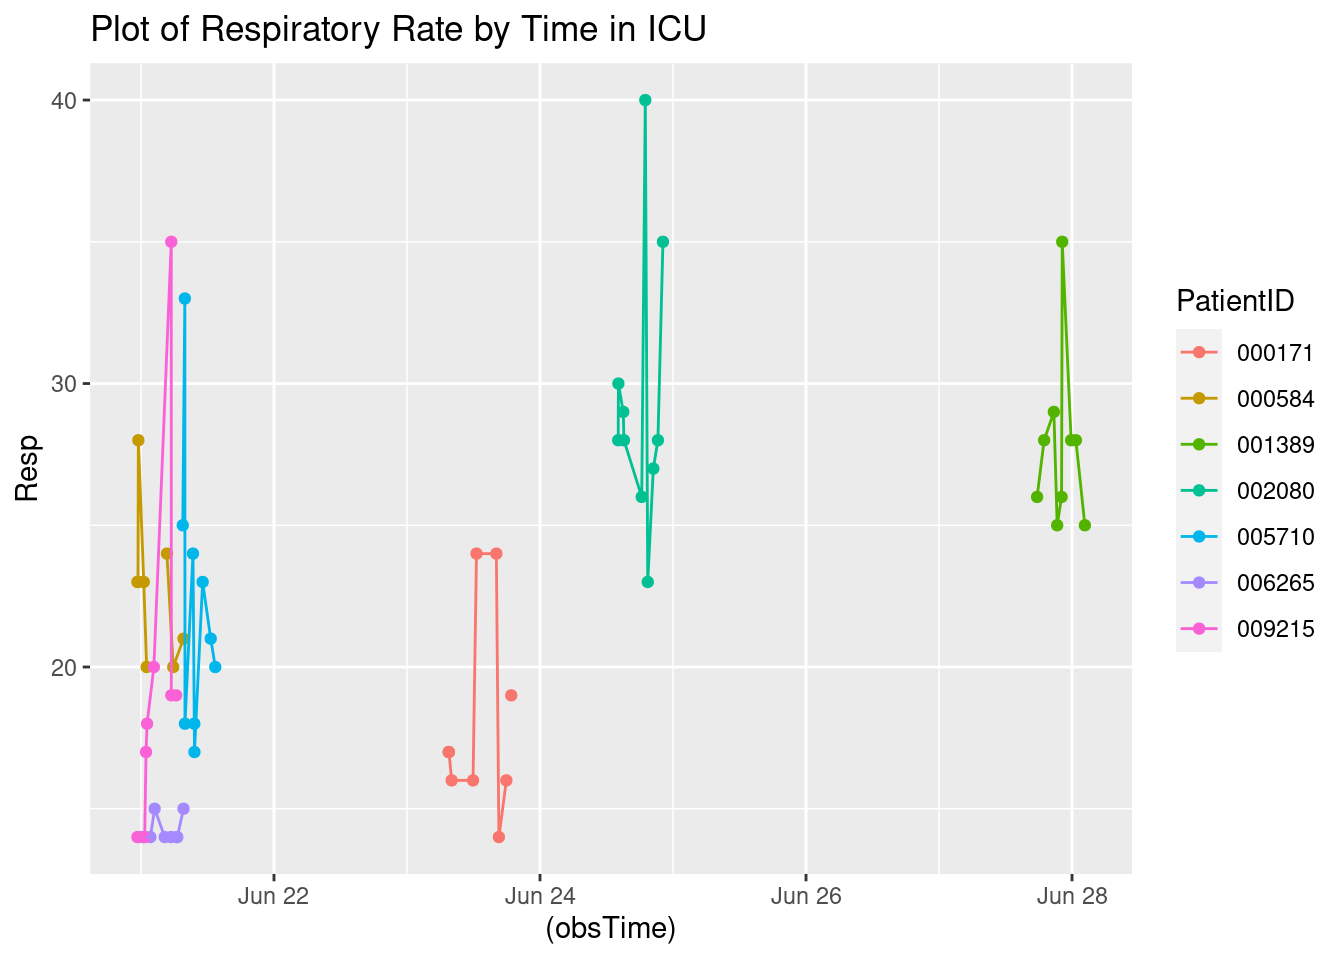 Plot of Respiratory Rate by Time in ICU
40
30
20
Resp
Jun 22
Jun 24
Jun 26
Jun 28
(obsTime)
PatientID
000171
000584
001389
002080
005710
006265
009215